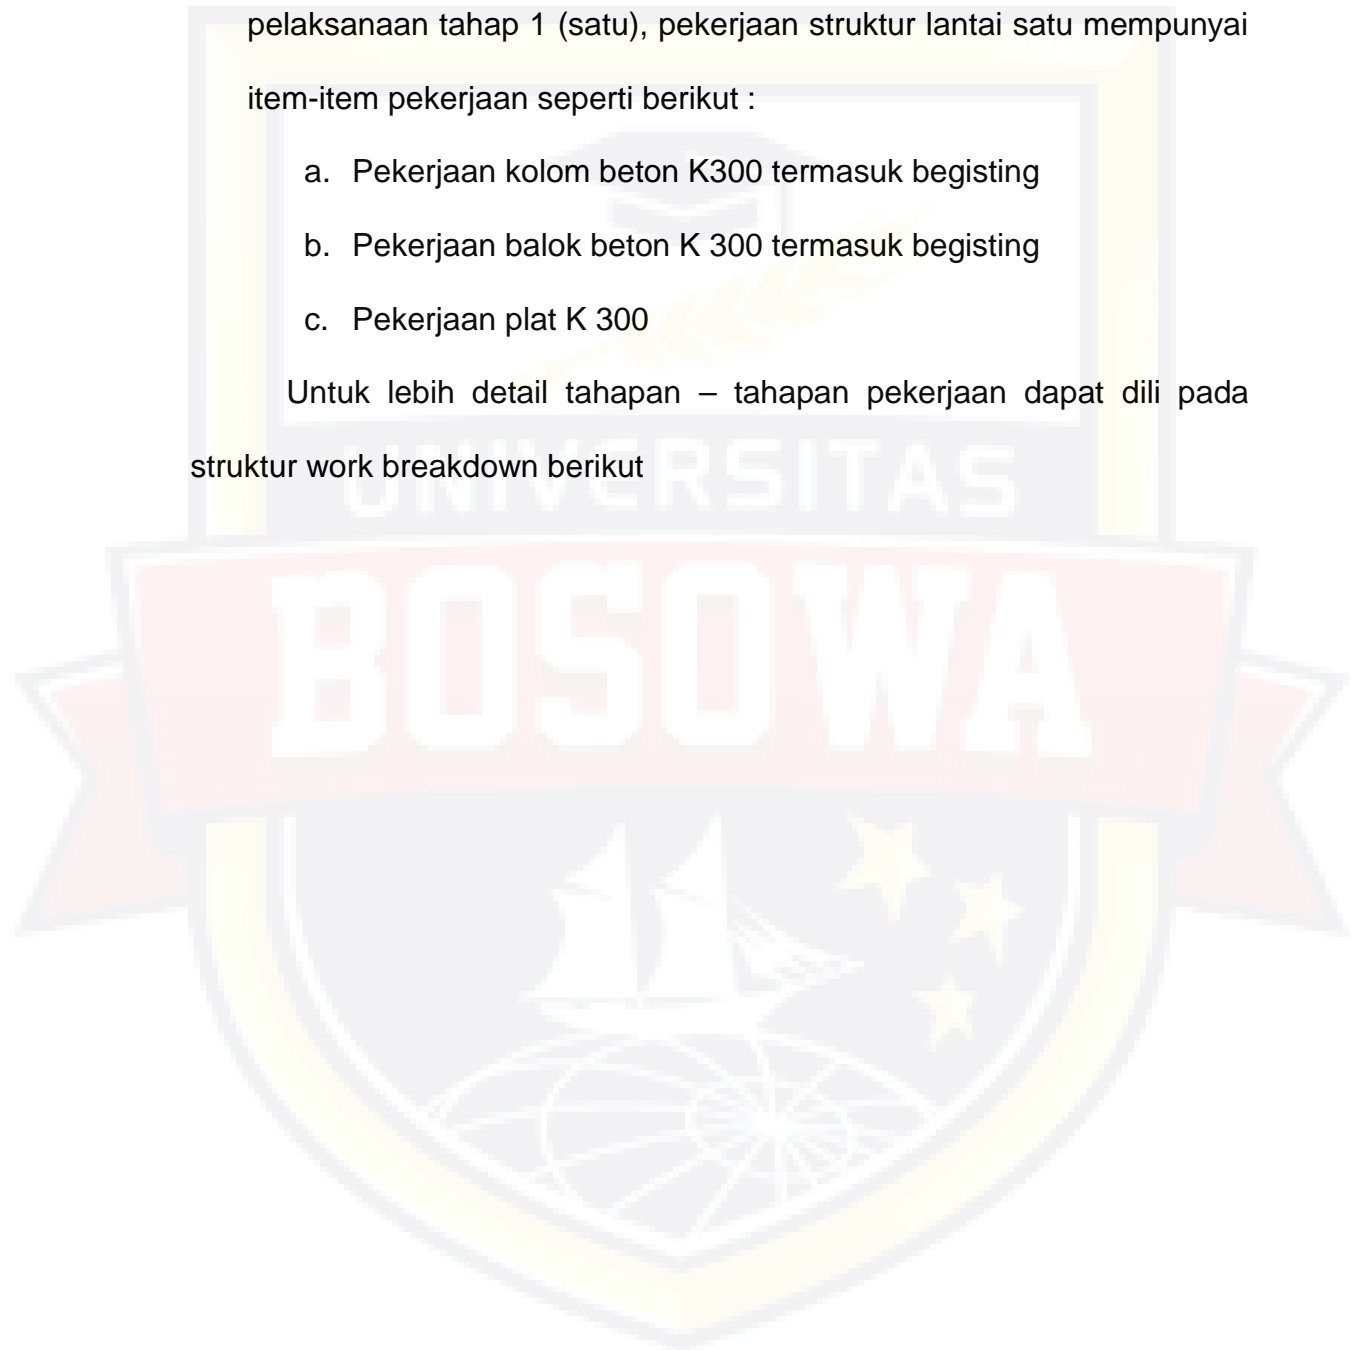 pelaksanaan tahap 1 (satu), pekerjaan struktur lantai satu mempunyai
item-item pekerjaan seperti berikut :
a. Pekerjaan kolom beton K300 termasuk begisting
b. Pekerjaan balok beton K 300 termasuk begisting
c. Pekerjaan plat K 300
Untuk lebih detail tahapan – tahapan pekerjaan dapat dili pada
struktur work breakdown berikut
UNIVERSITAS
BOSOWA